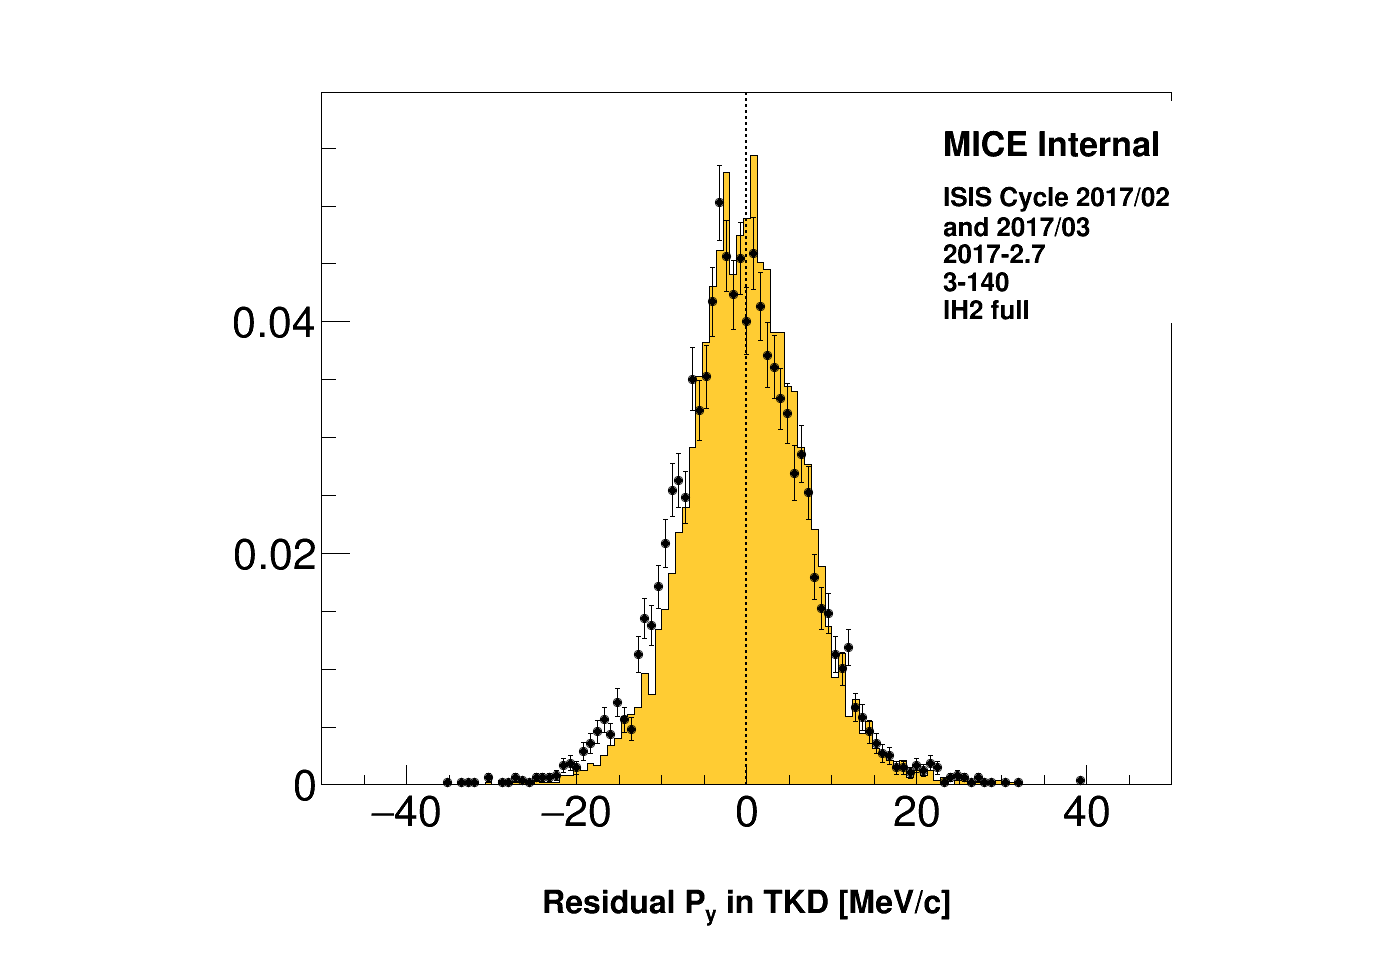 MICE Internal
ISIS Cycle 2017/02
and 2017/03
2017-2.7
3-140
IH2 full
0.04
0.02
0
−40 −20 0 20 40
Residual Py in TKD [MeV/c]